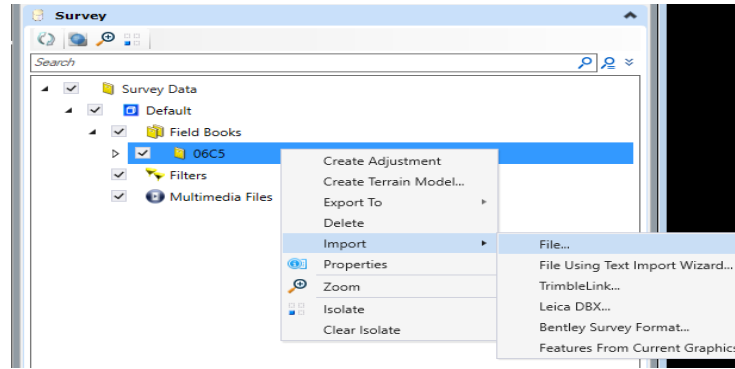 Survey
Search
Survey Data
Default
Field Books
06C5
Filters
Multimedia Files
Create Adjustment
Create Terrain Model...
Export To
Delete
Import
Properties
Zoom
Isolate
Clear Isolate
File...
File Using Text Import Wizard...
TrimbleLink...
Leica DBX...
Bentley Survey Format...
Features From Current Graphics